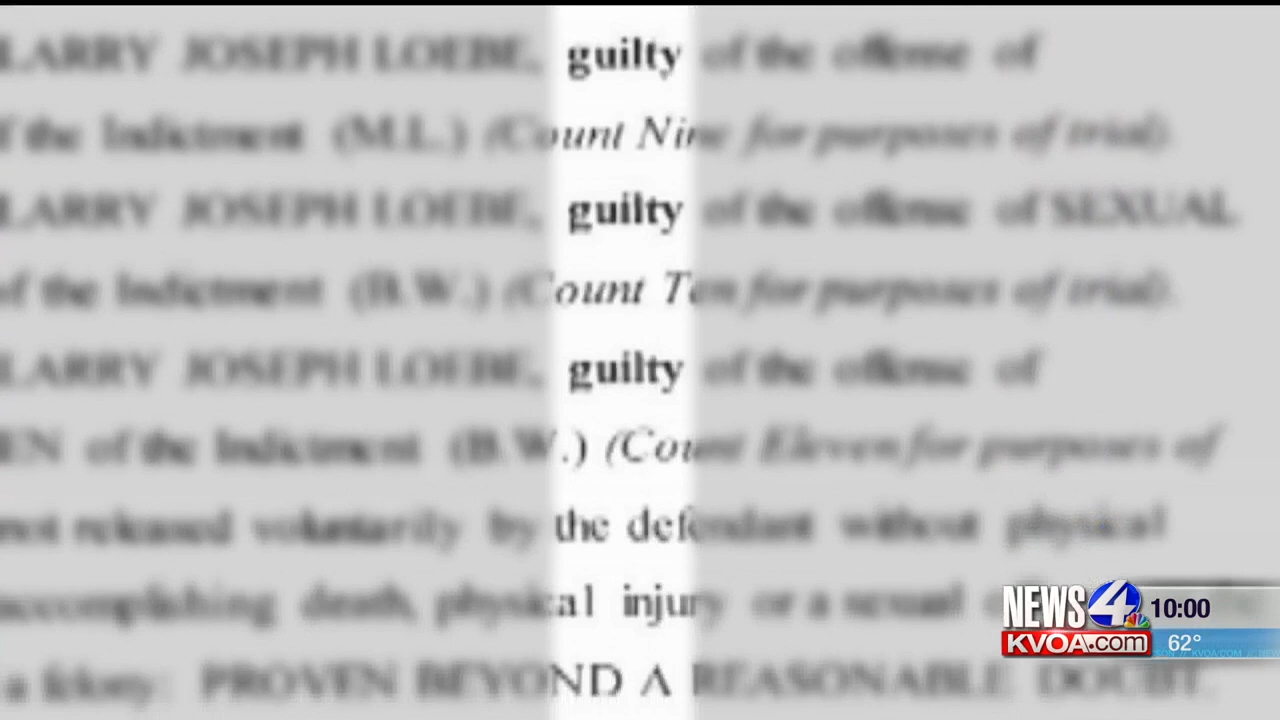 LARRY JOSEPH LOEBE, guilty of the offense of
f the Indictment (M.L.) (Count Nine for purposes of trial).
LARRY JOSEPH LOEBE, guilty of the offense of SEXUAL
of the Indictment (B.W.) (Count Ten for purposes of trial).
LARRY JOSEPH LOEBE, guilty of the offense of
EN of the Indictment (B.W.) (Count Eleven for purposes of
not released voluntarily by the defendant without physical
accomplishing death, physical injury or a sexual
a felony: PROVEN BEYOND A REASONABLE DOUBT.
NEWS 4 10:00
KVOA.com 62°